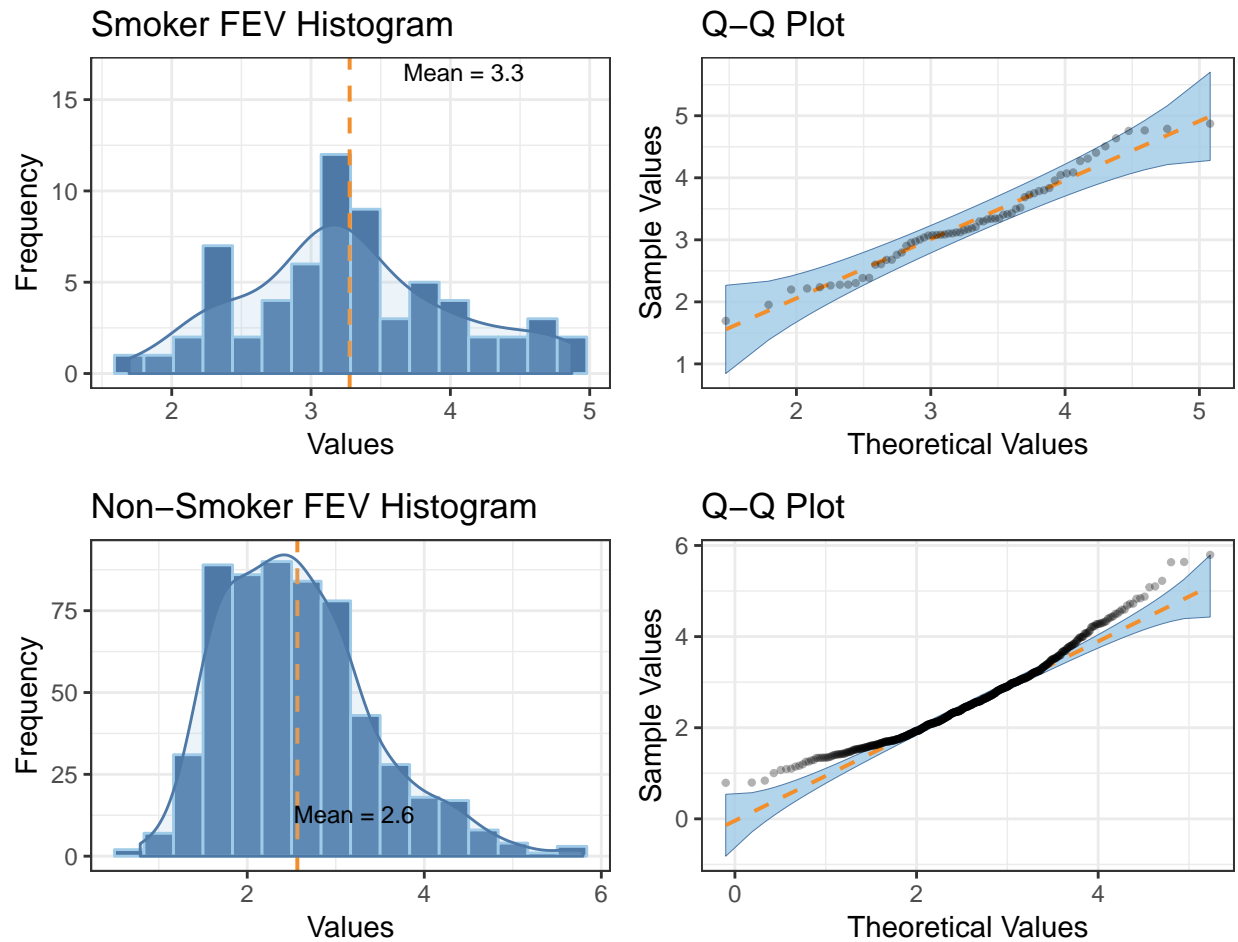 Smoker FEV Histogram
Mean = 3.3
15
10
5
0
Frequency
2 3 4 5
Values
Q−Q Plot
5
4
3
2
1
Sample Values
2 3 4 5
Theoretical Values
Non−Smoker FEV Histogram
75
50
25
0
Frequency
Mean = 2.6
2 4 6
Values
Q−Q Plot
6
4
2
0
Sample Values
0 2 4
Theoretical Values